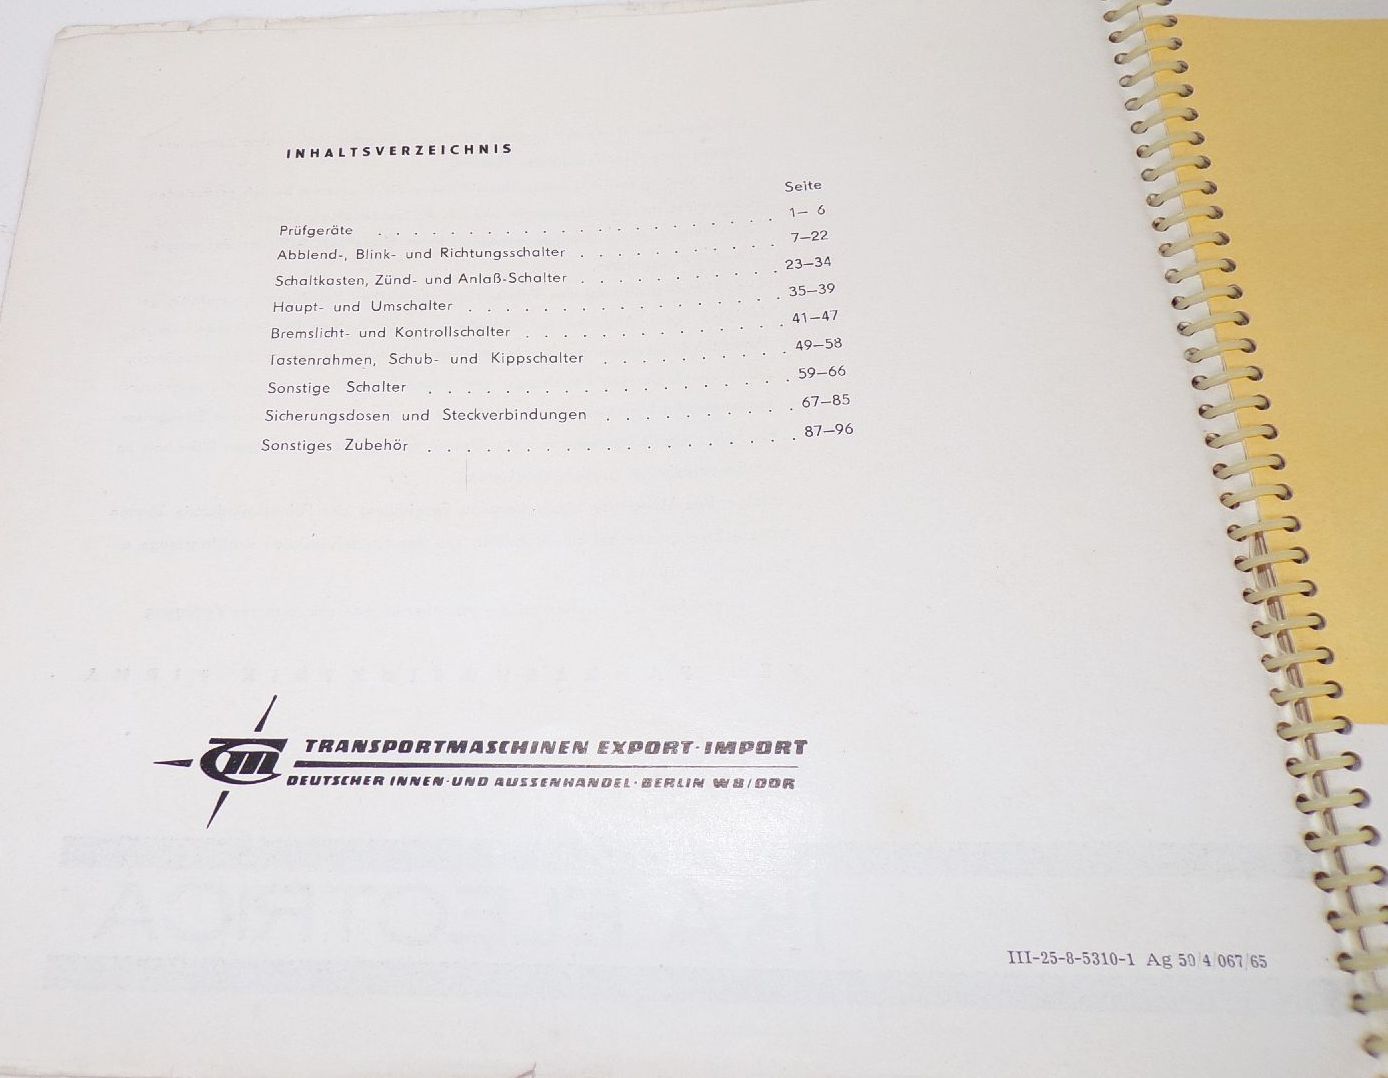 INHALTSVERZEICHNIS
Seite
Prüfgeräte . . . . . . . . . . . . . . . . . . . 1— 6
Abblend-, Blink- und Richtungsschalter . . . . . . . . . 7—22
Schaltkasten, Zünd- und Anlaß-Schalter . . . . . . . . . 23—34
Haupt- und Umschalter . . . . . . . . . . . . . . . 35—39
Bremslicht- und Kontrollschalter . . . . . . . . . . . . 41—47
Tastenrahmen, Schub- und Kippschalter . . . . . . . . . 49—58
Sonstige Schalter . . . . . . . . . . . . . . . . . 59—66
Sicherungsdosen und Steckverbindungen . . . . . . . . . 67—85
Sonstiges Zubehör . . . . . . . . . . . . . . . . . 87—96
TRANSPORTMASCHINEN EXPORT·IMPORT
DEUTSCHER INNEN-UND AUSSENHANDEL·BERLIN W8/DDR
III-25-8-5310-1 Ag 50/4/067/65